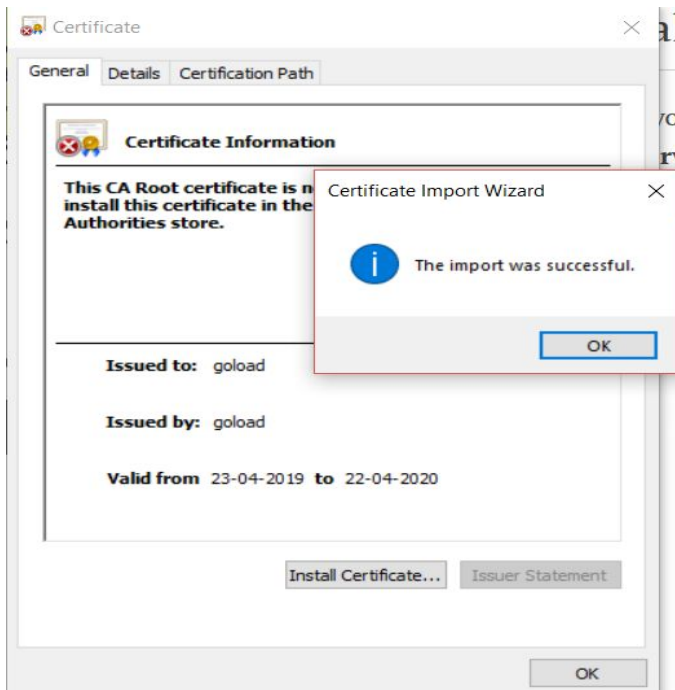 Certificate
General Details Certification Path
Certificate Information
This CA Root certificate is n
install this certificate in the
Authorities store.
Certificate Import Wizard
The import was successful.
OK
Issued to: goload
Issued by: goload
Valid from 23-04-2019 to 22-04-2020
Install Certificate... Issuer Statement
OK